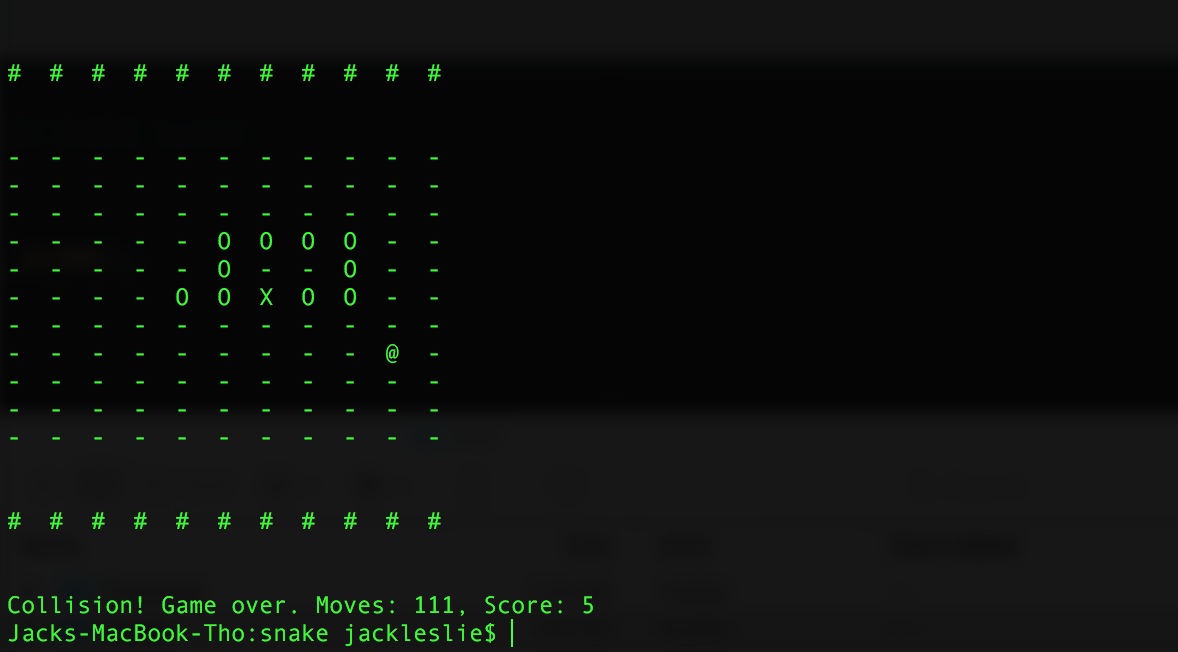 # # # # # # # # # # #
- - - - - - - - - - -
- - - - - - - - - - -
- - - - - - - - - - -
- - - - - O O O O - -
- - - - - O - - O - -
- - - - O O X O O - -
- - - - - - - - - - -
- - - - - - - - - @ -
- - - - - - - - - - -
- - - - - - - - - - -
- - - - - - - - - - -
# # # # # # # # # # #
Collision! Game over. Moves: 111, Score: 5
Jacks-MacBook-Tho:snake jackleslie$